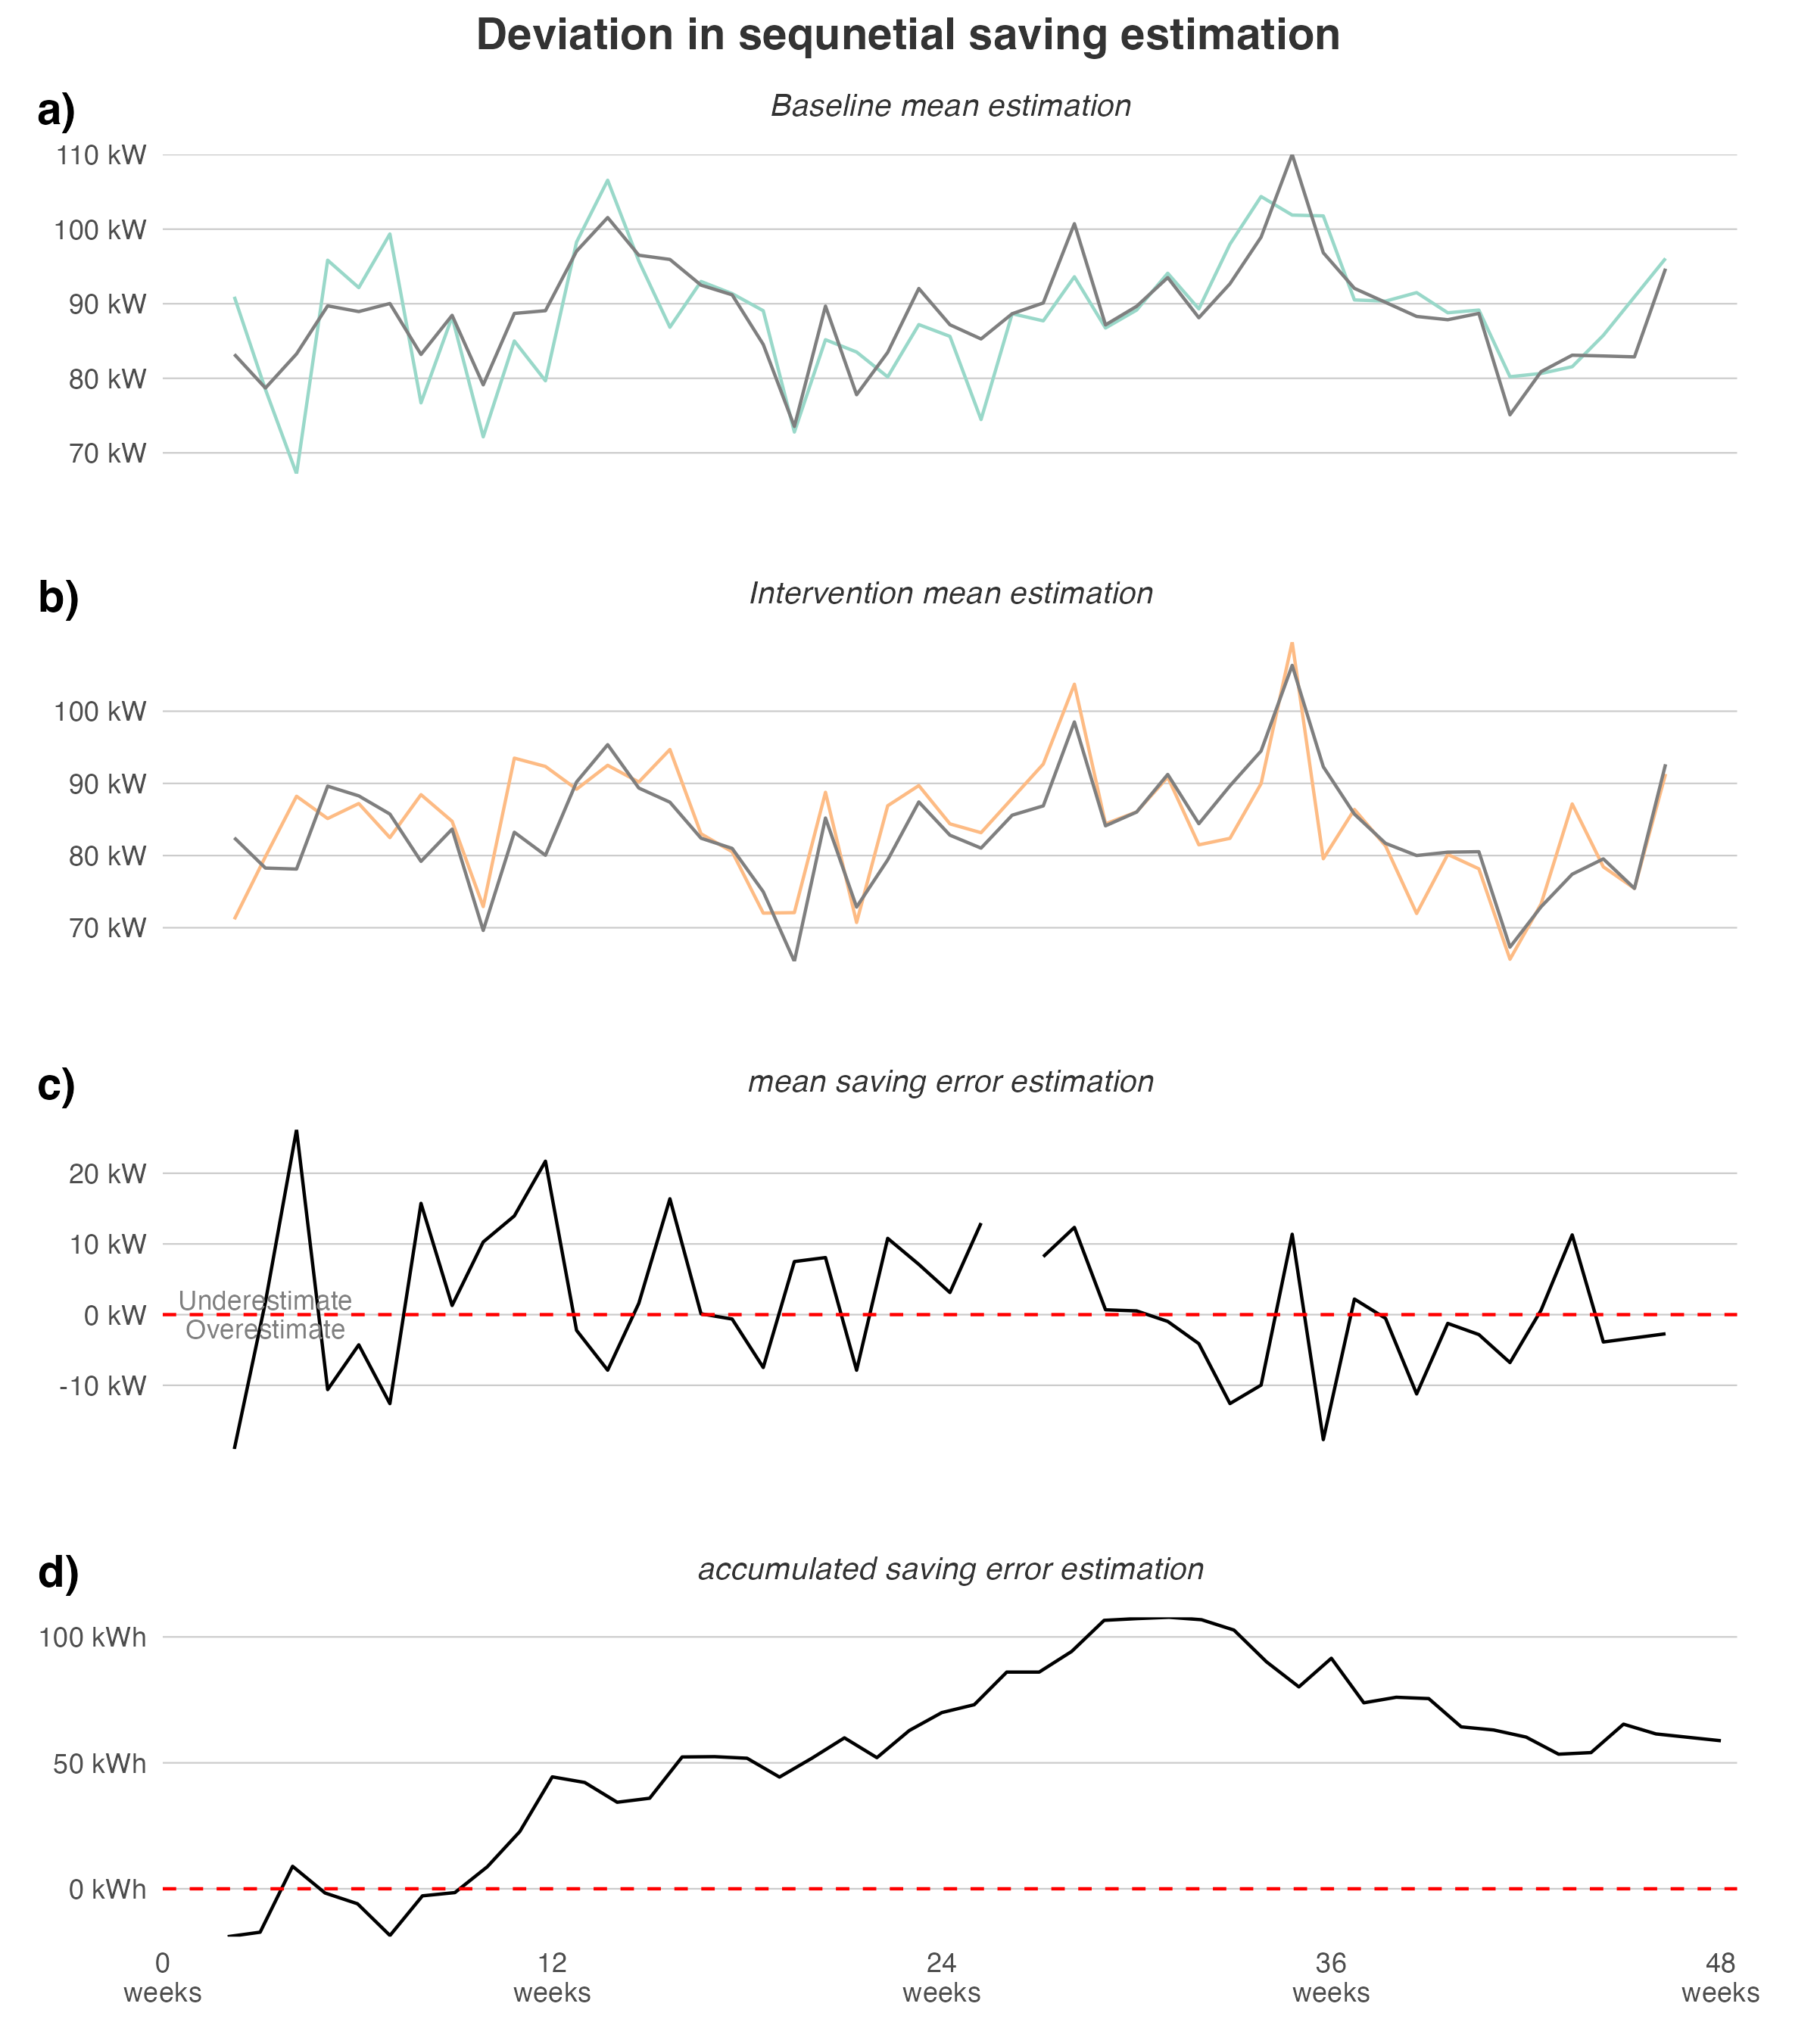 Deviation in sequnetial saving estimation
a)
Baseline mean estimation
110 kW
100 kW
90 kW
80 kW
70 kW
b)
Intervention mean estimation
100 kW
90 kW
80 kW
70 kW
c)
mean saving error estimation
20 kW
10 kW
Underestimate
0 kW
Overestimate
-10 kW
d)
accumulated saving error estimation
100 kWh
50 kWh
0 kWh
0 12 24 36 48
weeks weeks weeks weeks weeks